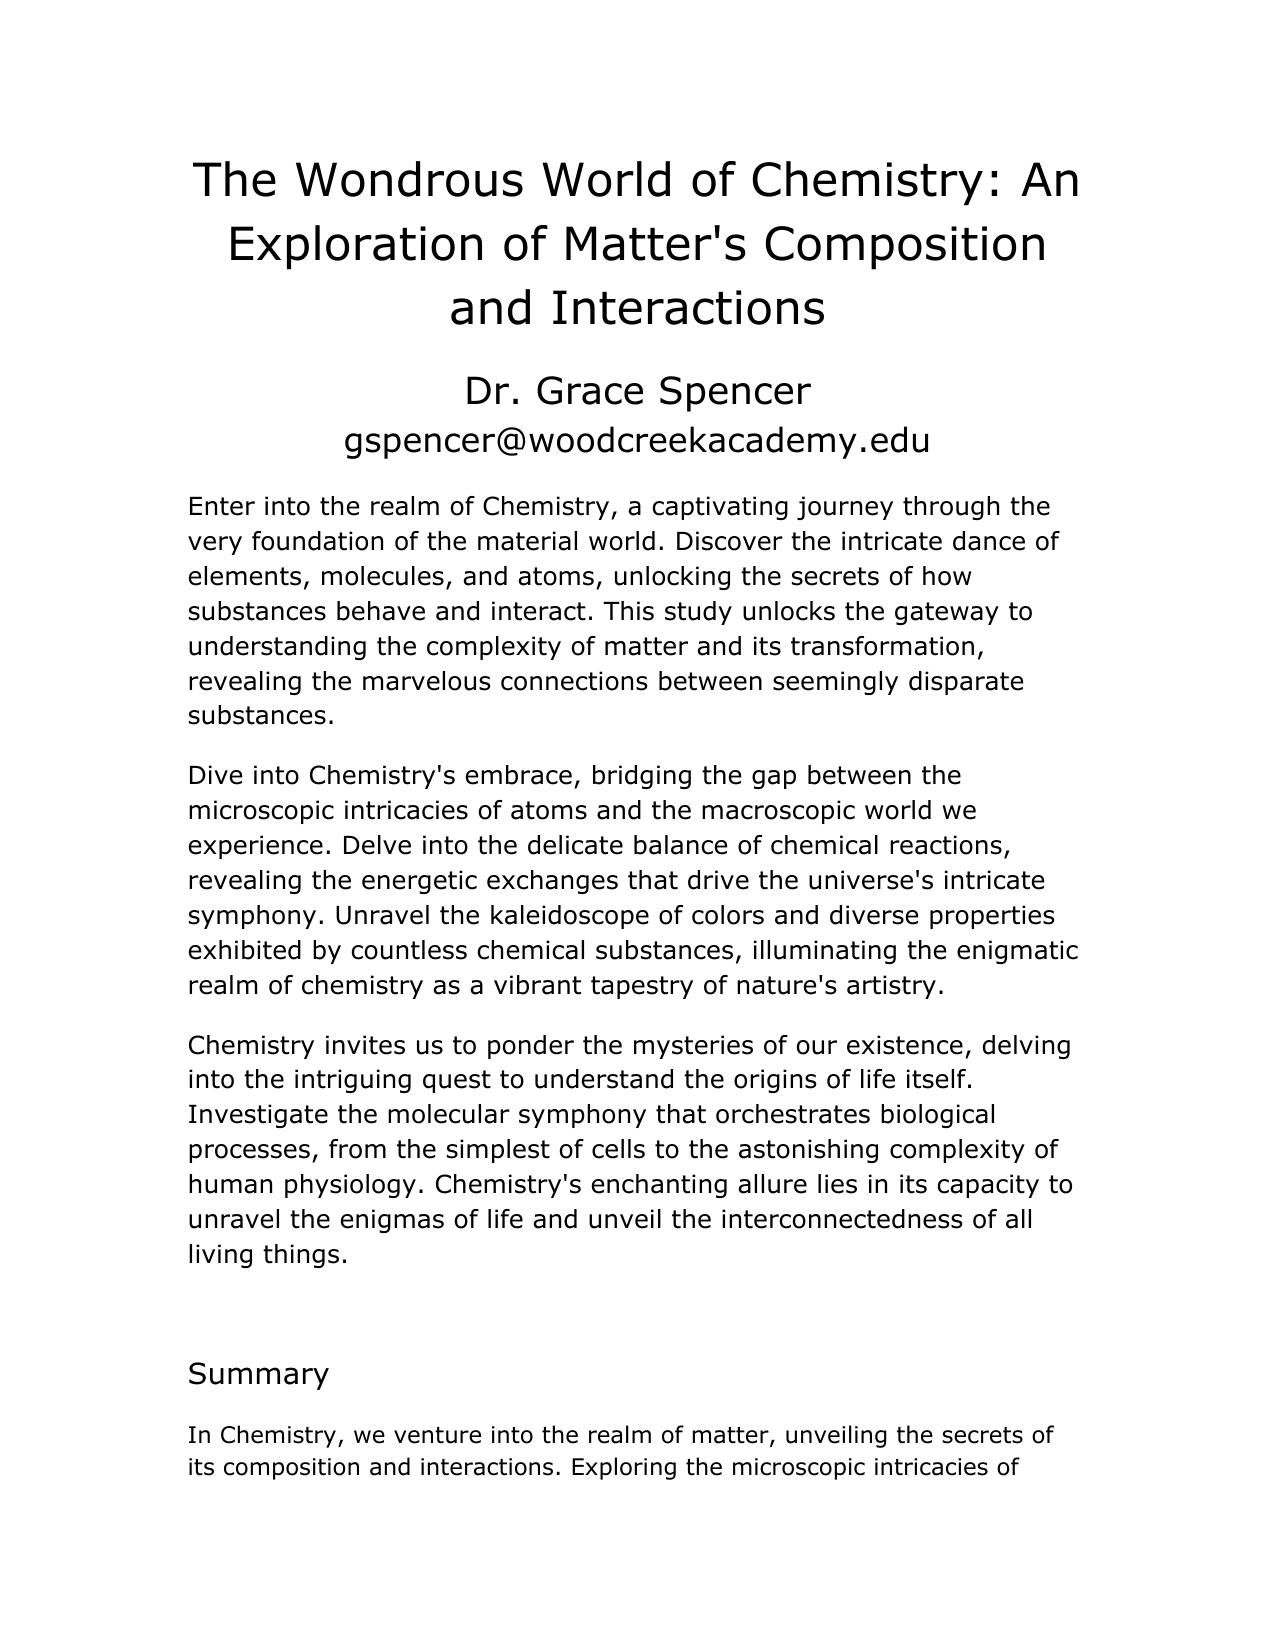 The Wondrous World of Chemistry: An
Exploration of Matter's Composition
and Interactions
Dr. Grace Spencer
gspencer@woodcreekacademy.edu
Enter into the realm of Chemistry, a captivating journey through the
very foundation of the material world. Discover the intricate dance of
elements, molecules, and atoms, unlocking the secrets of how
substances behave and interact. This study unlocks the gateway to
understanding the complexity of matter and its transformation,
revealing the marvelous connections between seemingly disparate
substances.
Dive into Chemistry's embrace, bridging the gap between the
microscopic intricacies of atoms and the macroscopic world we
experience. Delve into the delicate balance of chemical reactions,
revealing the energetic exchanges that drive the universe's intricate
symphony. Unravel the kaleidoscope of colors and diverse properties
exhibited by countless chemical substances, illuminating the enigmatic
realm of chemistry as a vibrant tapestry of nature's artistry.
Chemistry invites us to ponder the mysteries of our existence, delving
into the intriguing quest to understand the origins of life itself.
Investigate the molecular symphony that orchestrates biological
processes, from the simplest of cells to the astonishing complexity of
human physiology. Chemistry's enchanting allure lies in its capacity to
unravel the enigmas of life and unveil the interconnectedness of all
living things.
Summary
In Chemistry, we venture into the realm of matter, unveiling the secrets of
its composition and interactions. Exploring the microscopic intricacies of